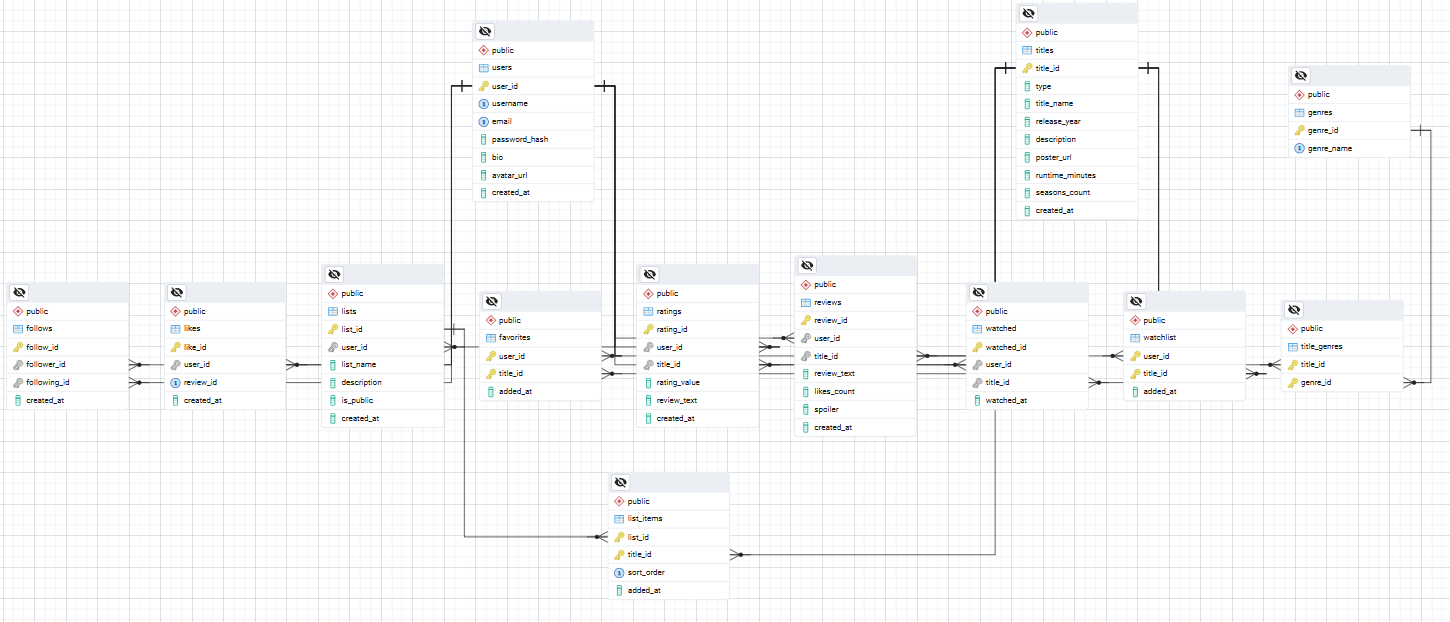 public
users
user_id
username
email
password_hash
bio
avatar_url
created_at
public
titles
title_id
type
title_name
release_year
description
poster_url
runtime_minutes
seasons_count
created_at
public
genres
genre_id
genre_name
public
follows
follow_id
follower_id
following_id
created_at
public
likes
like_id
user_id
review_id
created_at
public
lists
list_id
user_id
list_name
description
is_public
created_at
public
favorites
user_id
title_id
added_at
public
ratings
rating_id
user_id
title_id
rating_value
review_text
created_at
public
reviews
review_id
user_id
title_id
review_text
likes_count
spoiler
created_at
public
watched
watched_id
user_id
title_id
watched_at
public
watchlist
user_id
title_id
added_at
public
title_genres
title_id
genre_id
public
list_items
list_id
title_id
sort_order
added_at